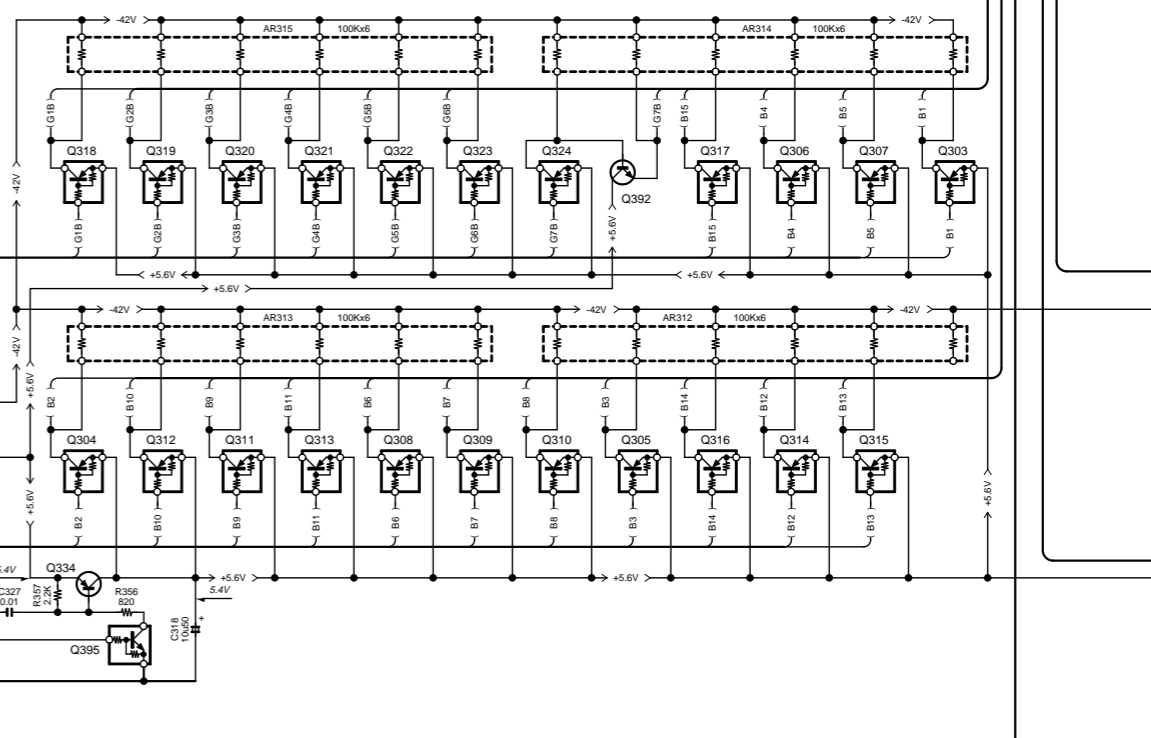 -42V -42V
AR315 100Kx6 AR314 100Kx6
G1B G2B G3B G4B G5B G6B G7B B15 B4 B5 B1
Q318 Q319 Q320 Q321 Q322 Q323 Q324 Q317 Q306 Q307 Q303
-42V
Q392
G1B G2B G3B G4B G5B G6B G7B +5.6V B15 B4 B5 B1
+5.6V +5.6V
+5.6V
-42V -42V -42V
AR313 100Kx6 AR312 100Kx6
-42V
+5.6V
B2 B10 B9 B11 B6 B7 B8 B3 B14 B12 B13
Q304 Q312 Q311 Q313 Q308 Q309 Q310 Q305 Q316 Q314 Q315
+5.6V +5.6V
B2 B10 B9 B11 B6 B7 B8 B3 B14 B12 B13
Q334
+5.6V +5.6V
5.4V
R357
2.2K
R356
820
C327
0.01
C318
10u50
+
Q395